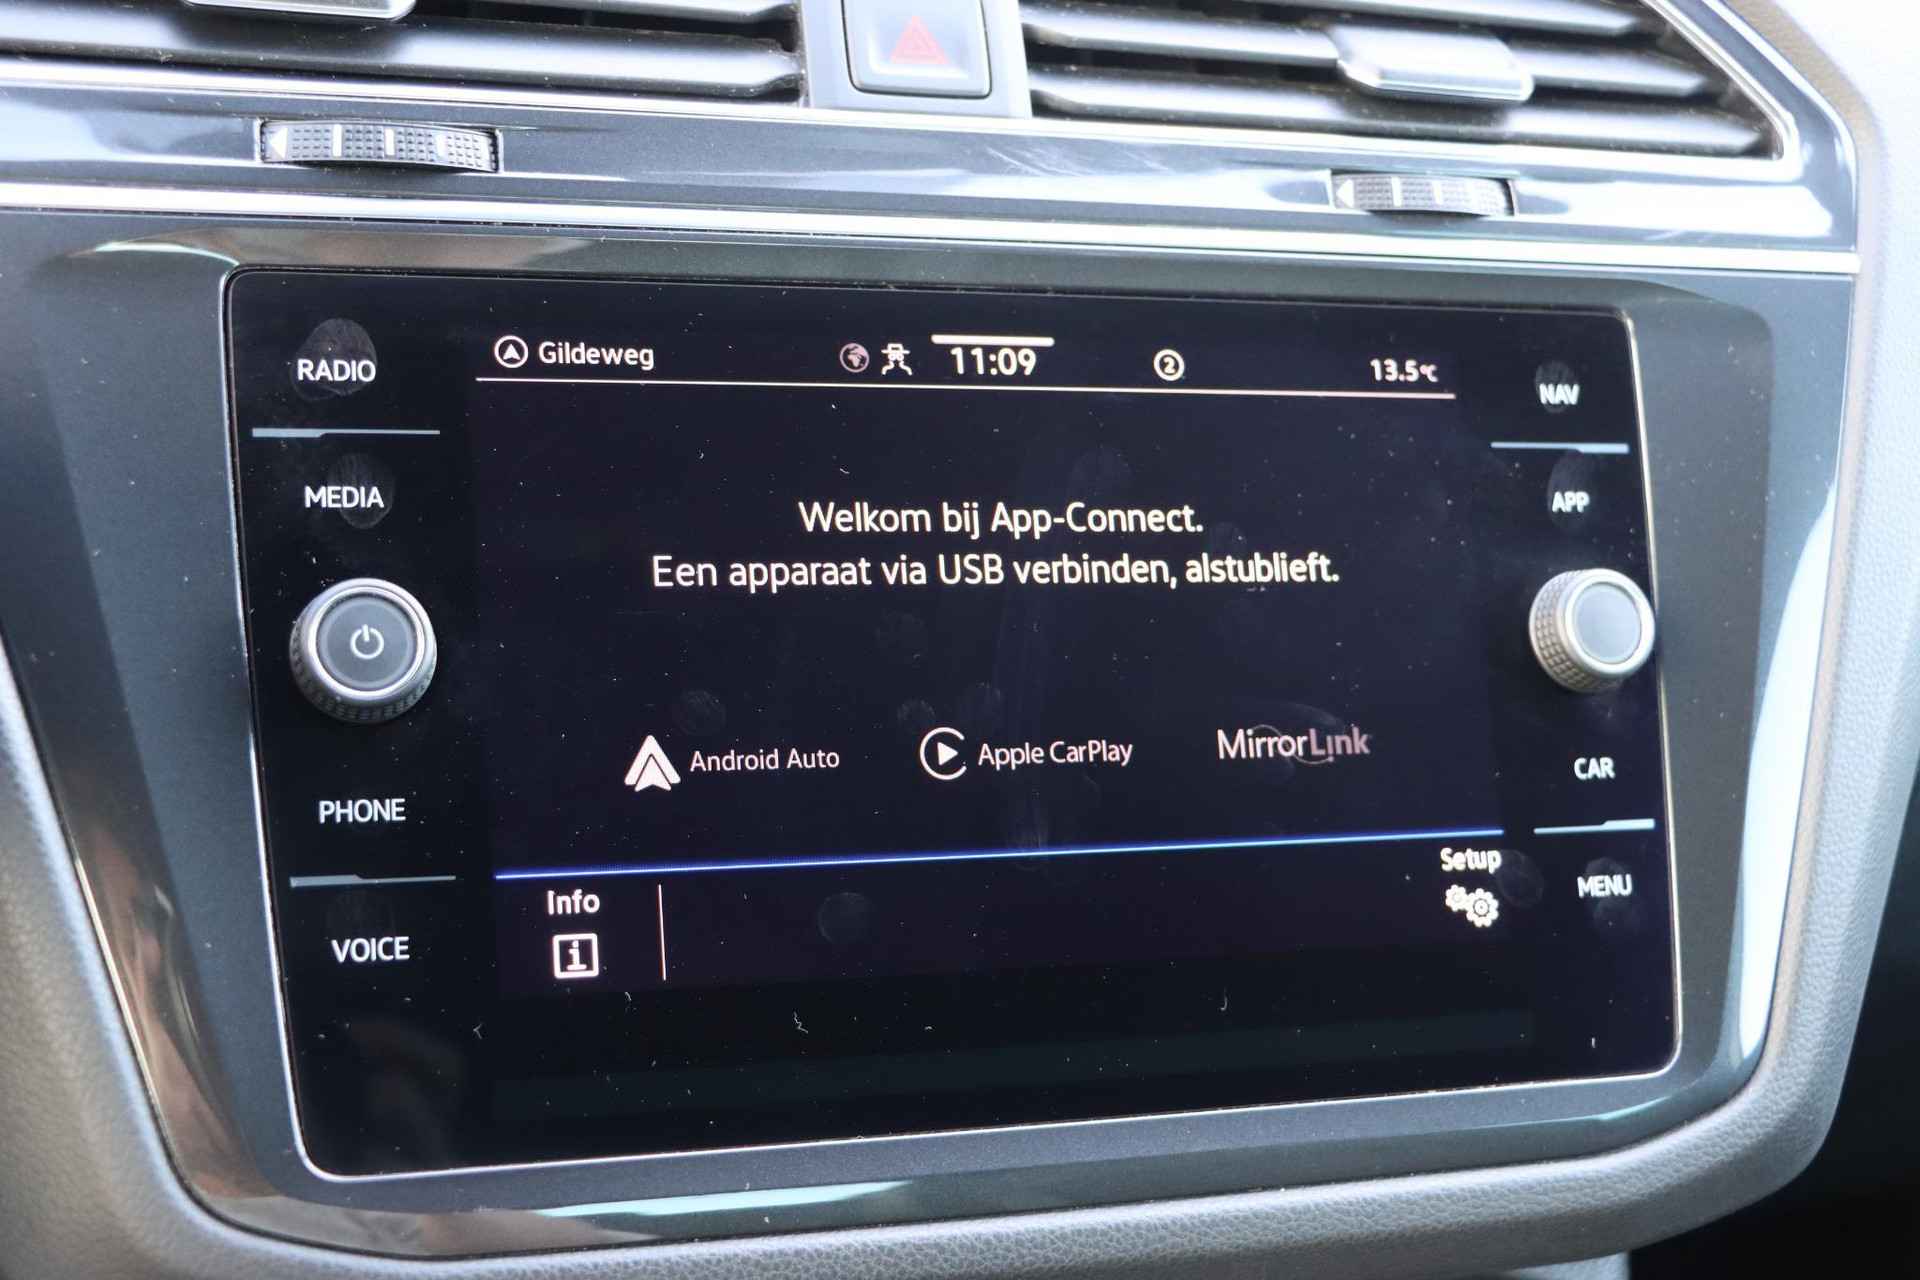 RADIO
MEDIA
PHONE
VOICE
Gildeweg
11:09
2
13.5°C
Welkom bij App-Connect.
Een apparaat via USB verbinden, alstublieft.
Android Auto
Apple CarPlay
MirrorLink
Info
i
Setup
NAV
APP
CAR
MENU